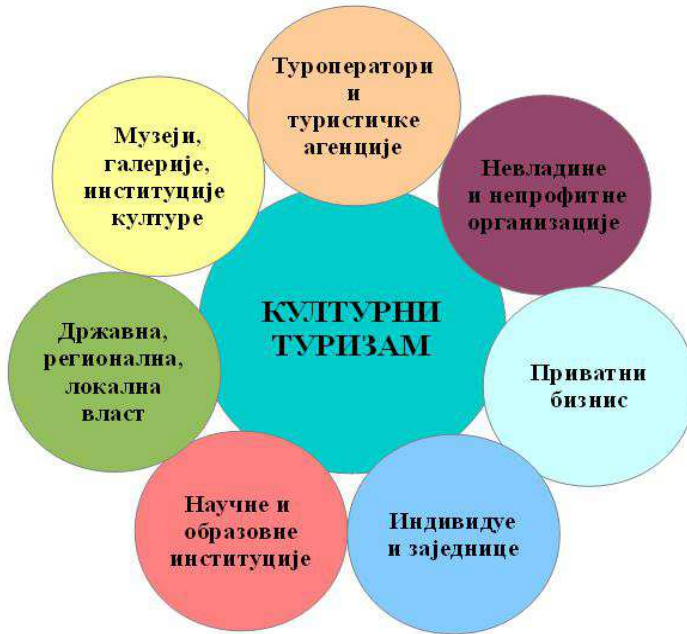 Туроператори
и
туристичке
агенције
Музеји,
галерије,
институције
културе
Невладине
и непрофитне
организације
КУЛТУРНИ
ТУРИЗАМ
Државна,
регионална,
локална
власт
Приватни
бизнис
Научне и
образовне
институције
Индивидуе
и заједнице